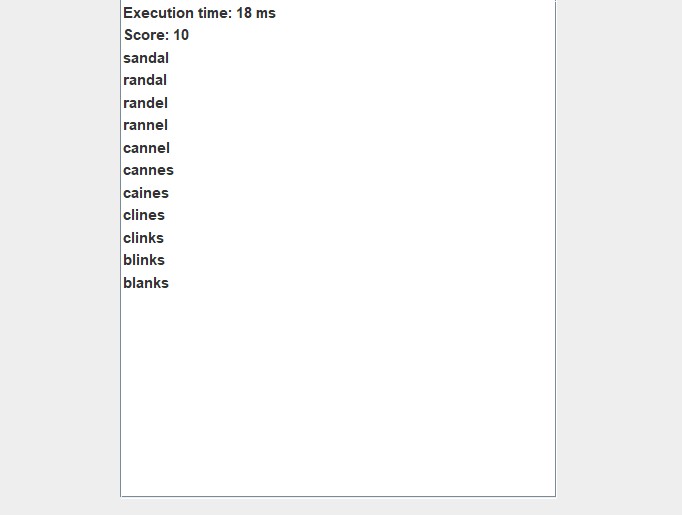 Execution time: 18 ms
Score: 10
sandal
randal
randel
rannel
cannel
cannes
caines
clines
clinks
blinks
blanks